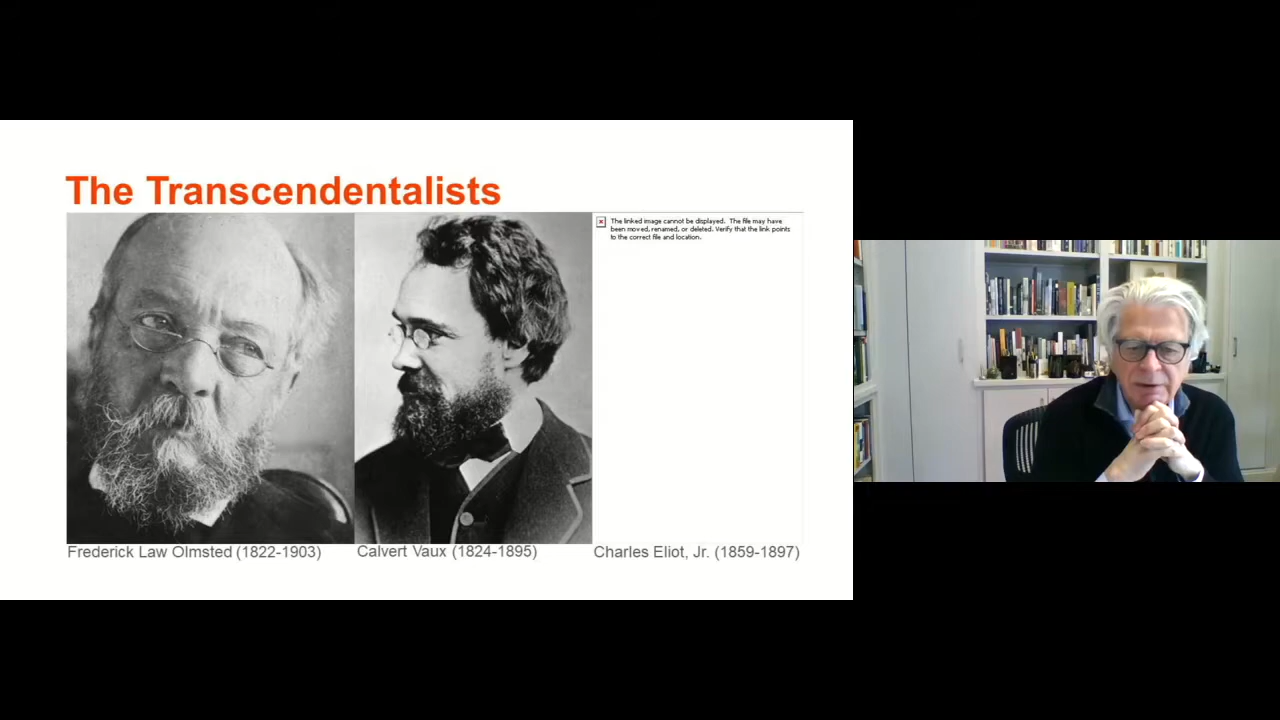 The Transcendentalists
The linked image cannot be displayed. The file may have
been moved, renamed, or deleted. Verify that the link points
to the correct file and location.
Frederick Law Olmsted (1822-1903)
Calvert Vaux (1824-1895)
Charles Eliot, Jr. (1859-1897)